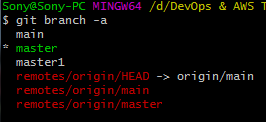 Sony@Sony-PC MINGW64 /d/DevOps & AWS T
$ git branch -a
main
* master
master1
remotes/origin/HEAD -> origin/main
remotes/origin/main
remotes/origin/master